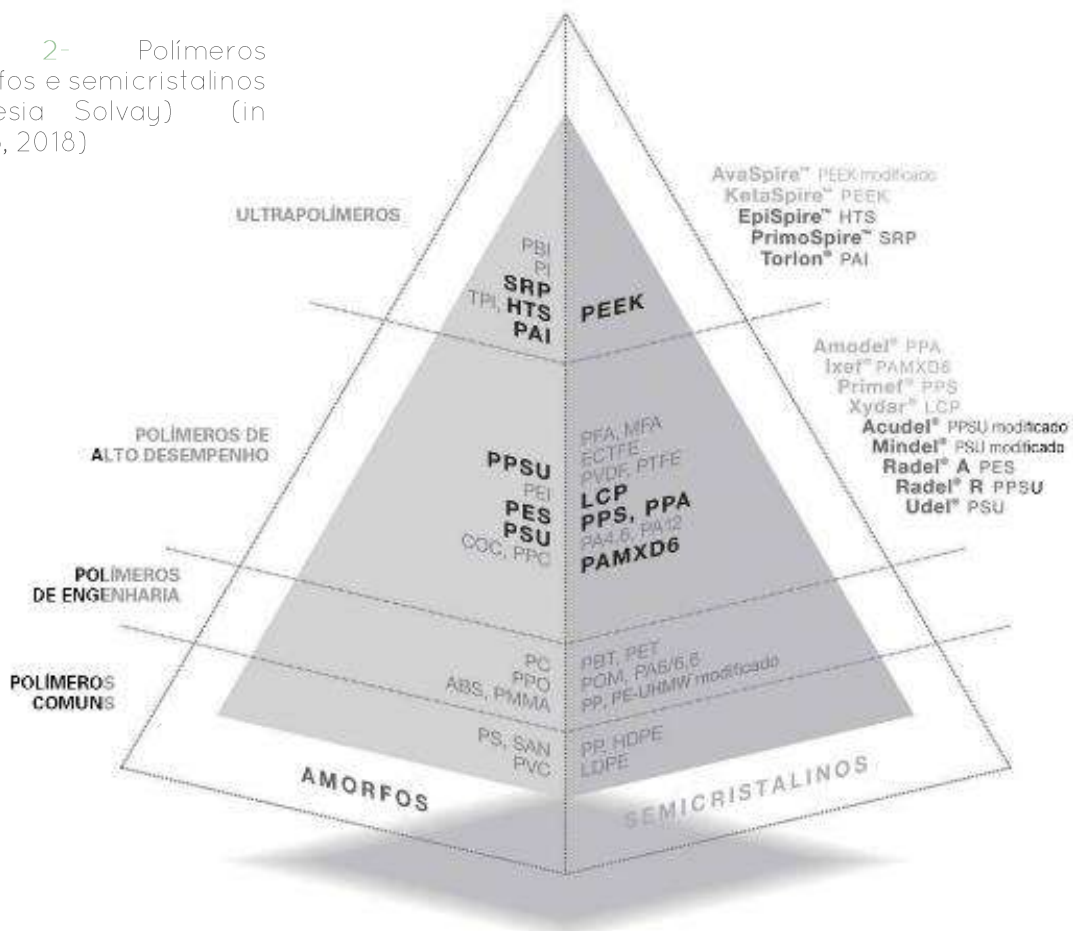 2- Polímeros
fos e semicristalinos
esia Solvay) (in
, 2018)
ULTRAPOLÍMEROS
PBI
PI
SRP
TPI, HTS
PAI
PEEK
AvaSpire™ PEEK modificado
KetaSpire™ PEEK
EpiSpire™ HTS
PrimoSpire™ SRP
Torlon® PAI
POLÍMEROS DE
ALTO DESEMPENHO
PPSU
PEI
PES
PSU
COC, PPC
PFA, MFA
ECTFE
PVDF, PTFE
LCP
PPS, PPA
PA4,6, PA12
PAMXD6
Amodel® PPA
Ixef® PAMXD6
Primef® PPS
Xydar® LCP
Acudel® PPSU modificado
Mindel® PSU modificado
Radel® A PES
Radel® R PPSU
Udel® PSU
POLÍMEROS
DE ENGENHARIA
PC
PPO
ABS, PMMA
PBT, PET
POM, PA6/6,6
PP, PE-UHMW modificado
POLÍMEROS
COMUNS
PS, SAN
PVC
PP, HDPE
LDPE
AMORFOS
SEMICRISTALINOS